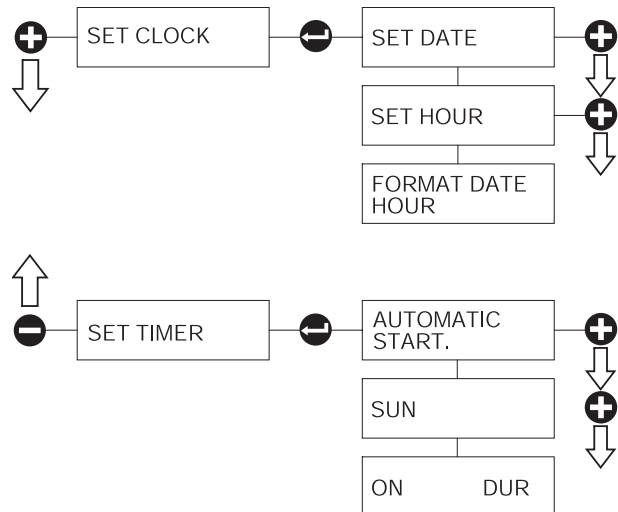 SET CLOCK
SET DATE
SET HOUR
FORMAT DATE
HOUR
SET TIMER
AUTOMATIC
START.
SUN
ON DUR